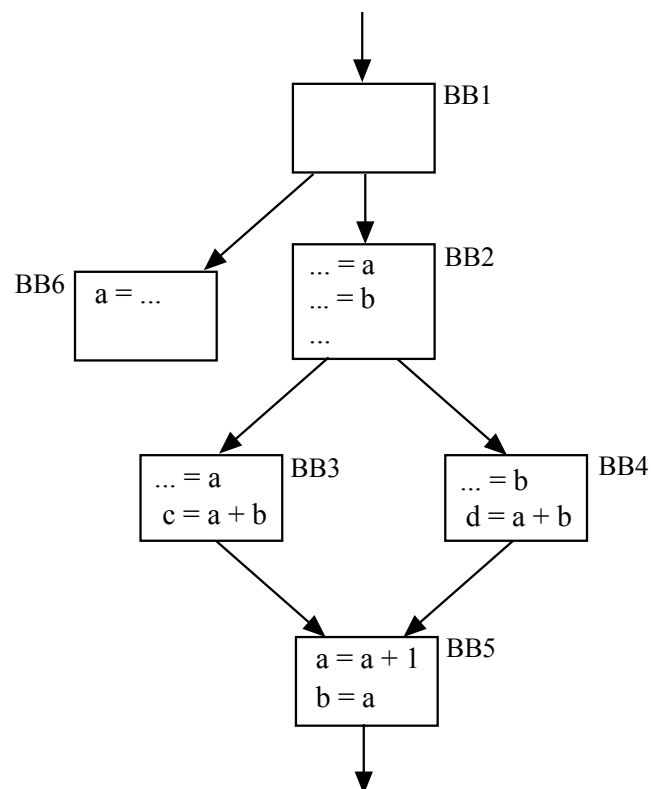 BB1
BB2
... = a
... = b
...
BB6
a = ...
BB3
... = a
c = a + b
BB4
... = b
d = a + b
BB5
a = a + 1
b = a